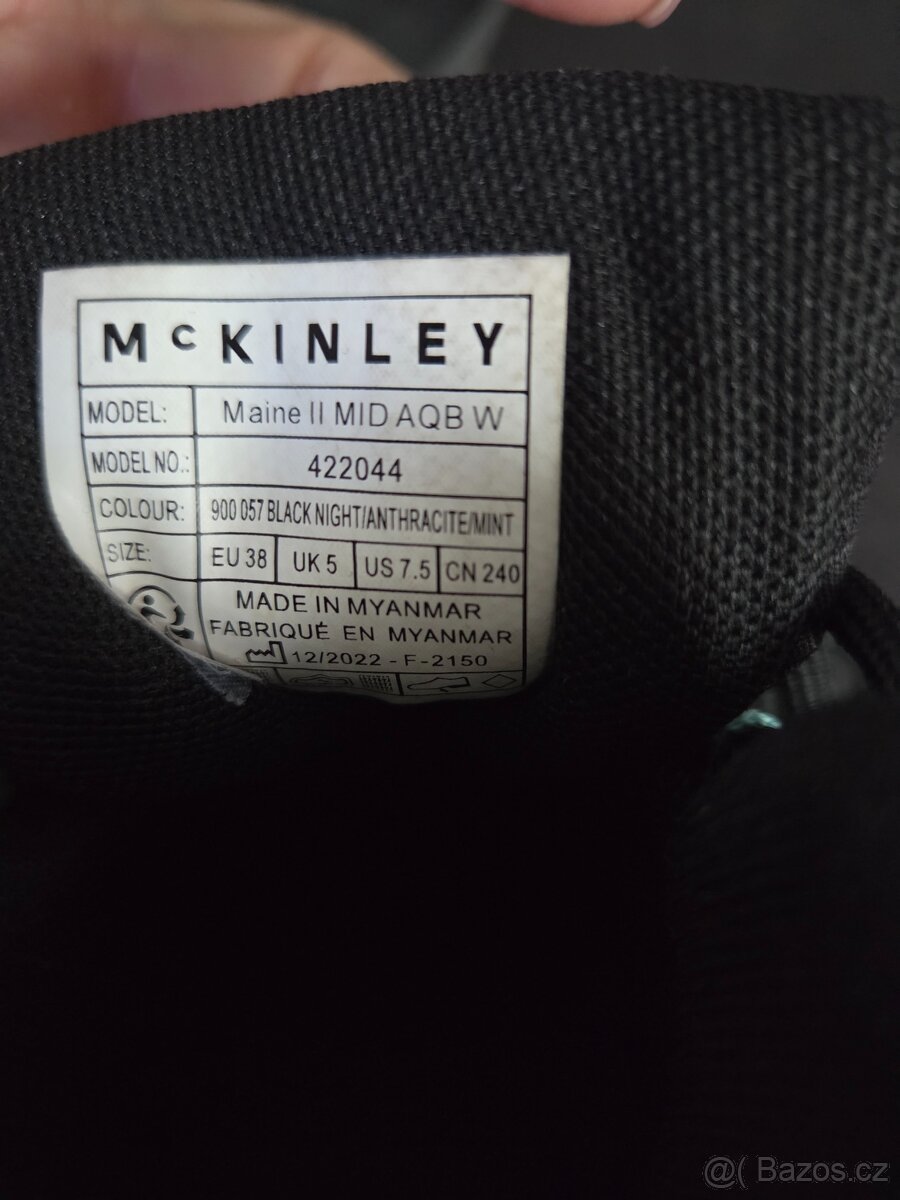 McKINLEY
MODEL: Maine II MID AQB W
MODEL NO.: 422044
COLOUR: 900 057 BLACK NIGHT/ANTHRACITE/MINT
SIZE: EU 38 UK 5 US 7.5 CN 240
MADE IN MYANMAR
FABRIQUÉ EN MYANMAR
12/2022 - F-2150
@( Bazos.cz